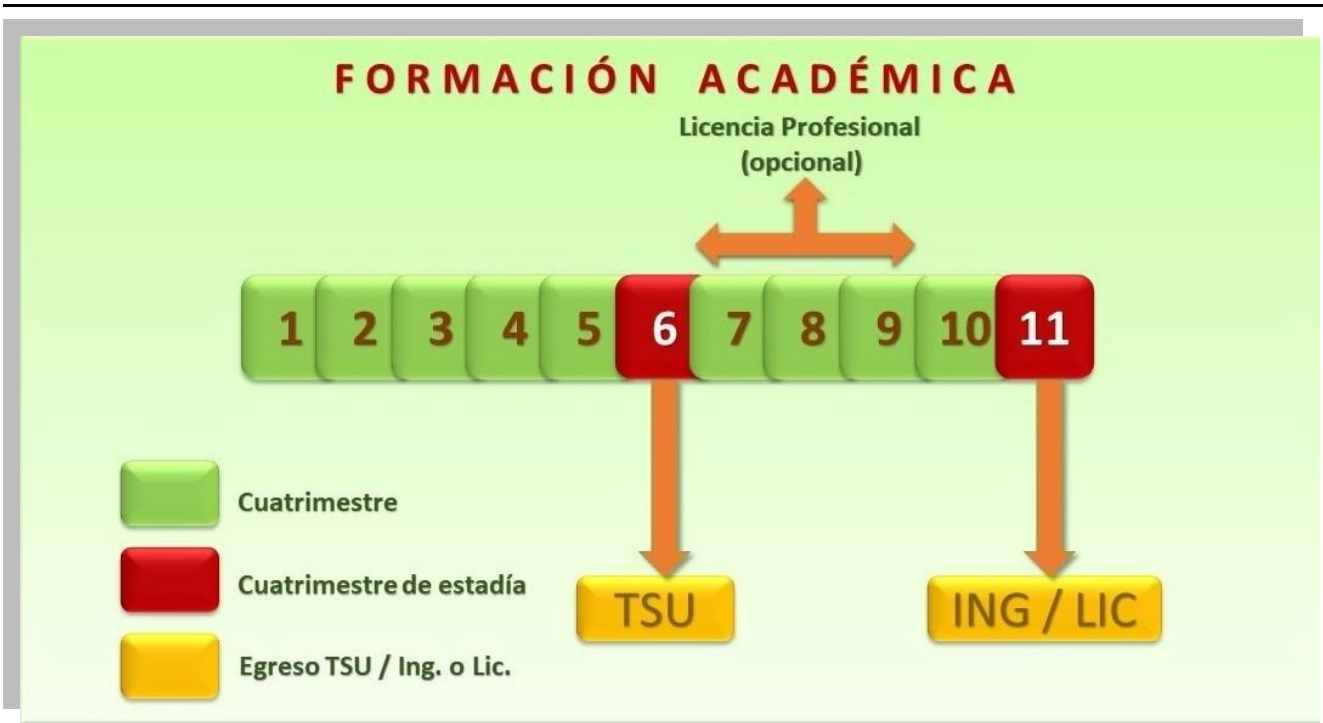 FORMACIÓN ACADÉMICA
Licencia Profesional
(opcional)
1 2 3 4 5 6 7 8 9 10 11
Cuatrimestre
Cuatrimestre de estadía
TSU
ING / LIC
Egreso TSU / Ing. o Lic.